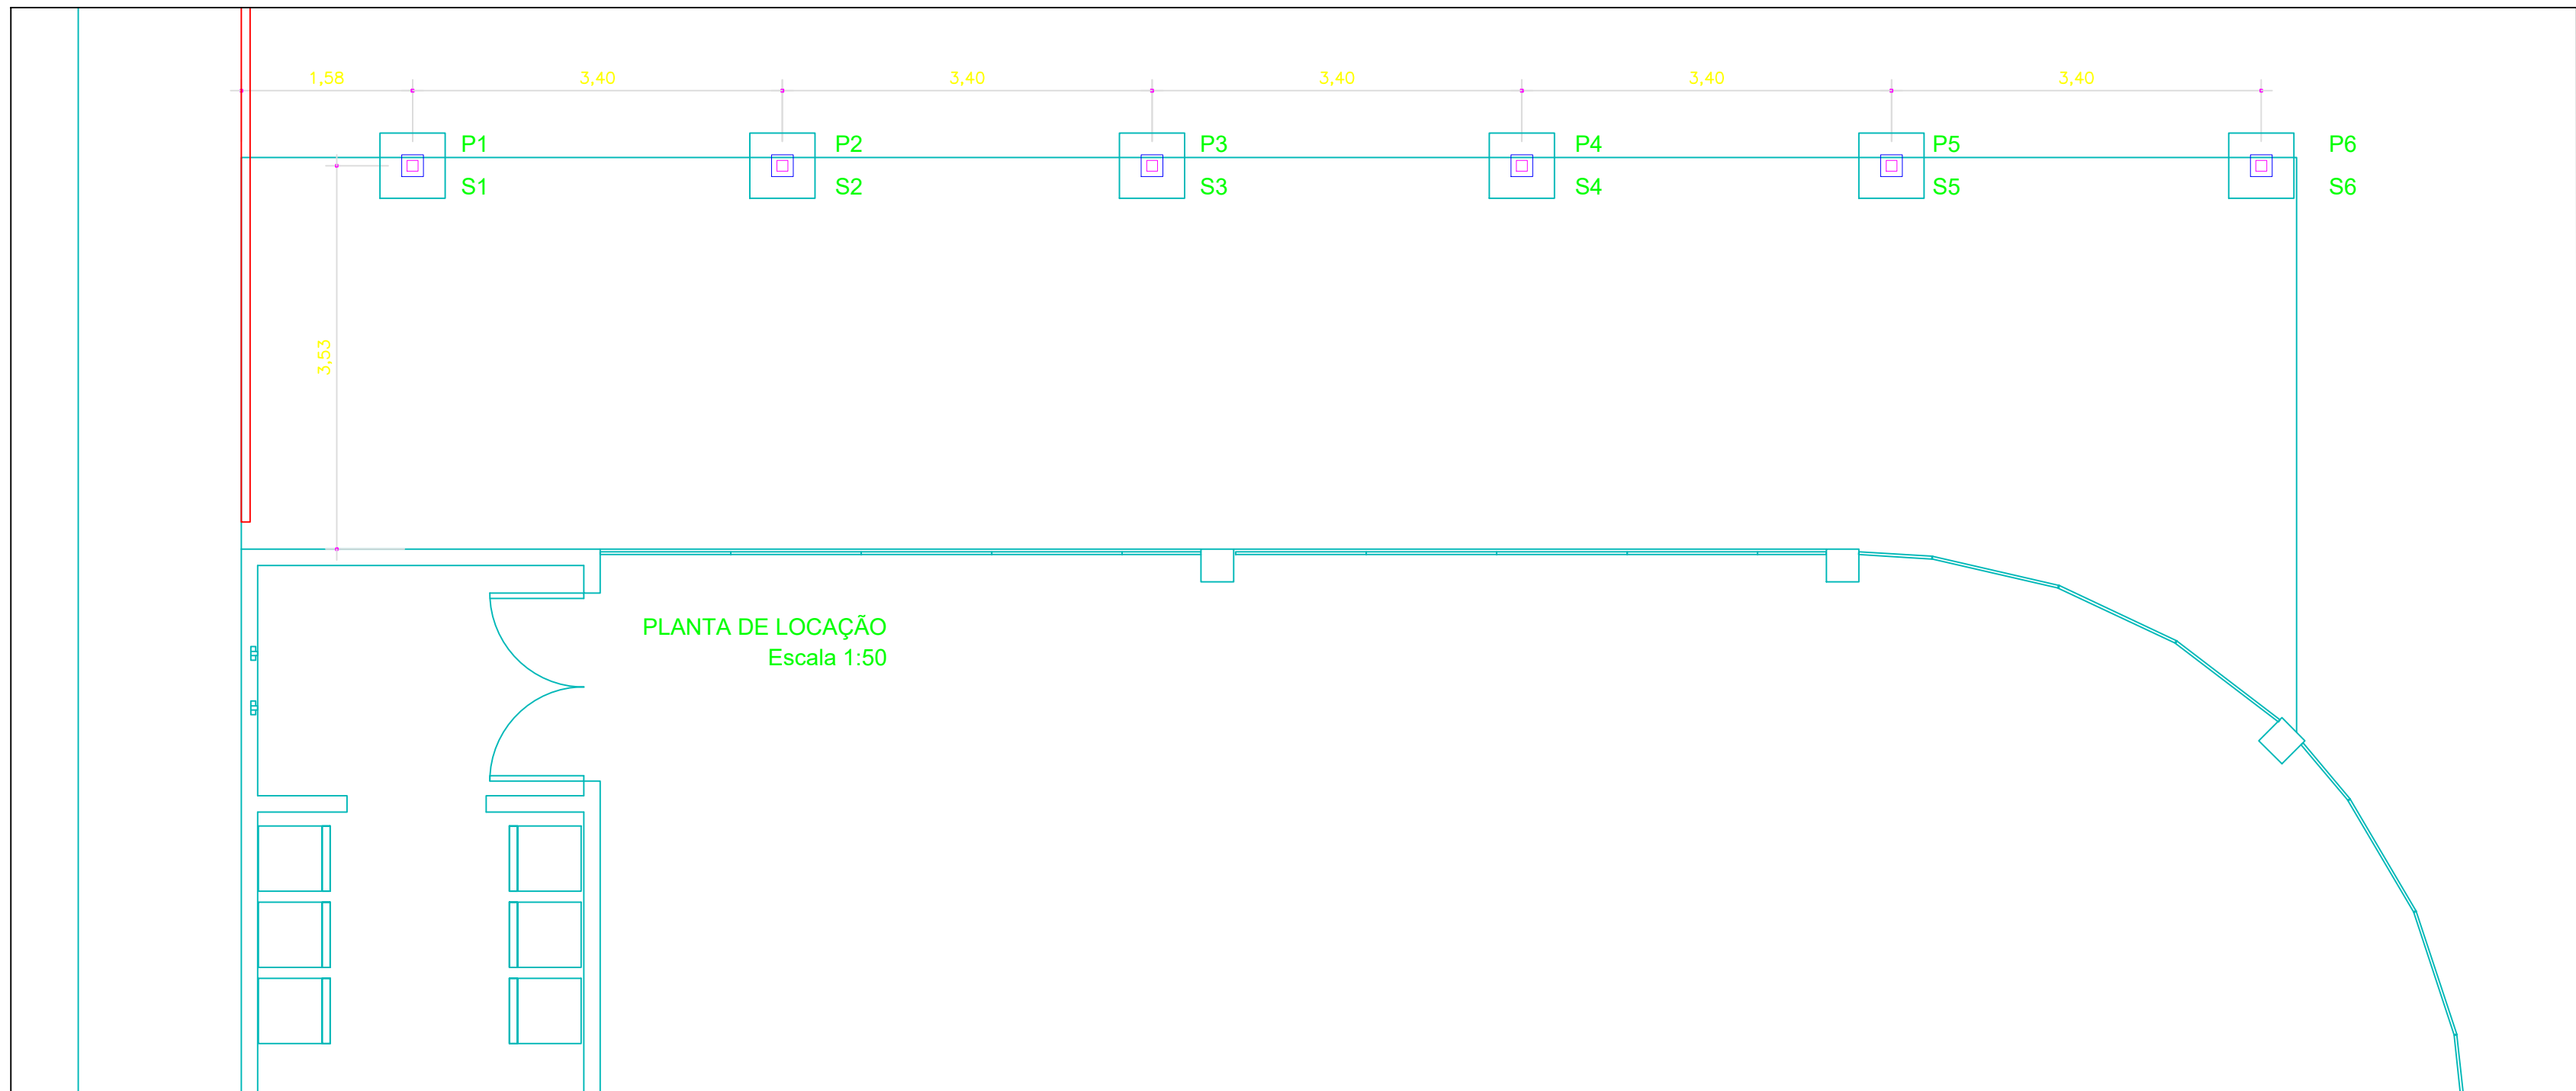 1,58
3,40
3,40
3,40
3,40
3,40
P1
P2
P3
P4
P5
P6
S1
S2
S3
S4
S5
S6
3,53
PLANTA DE LOCAÇÃO
Escala 1:50